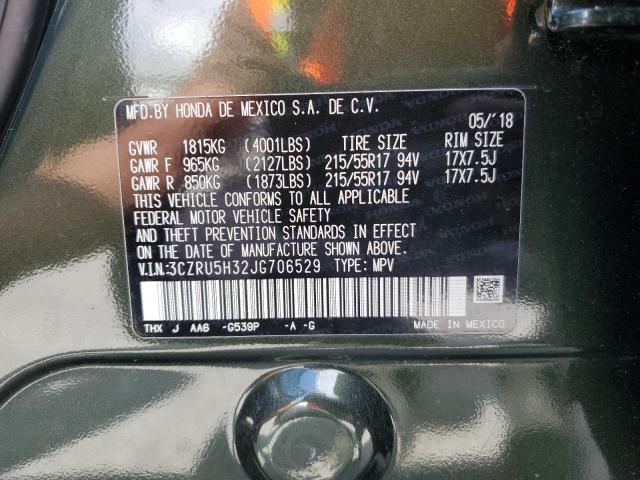 MFD.BY HONDA DE MEXICO S.A. DE C.V.
05/'18
GVWR 1815KG (4001LBS) TIRE SIZE RIM SIZE
GAWR F 965KG (2127LBS) 215/55R17 94V 17X7.5J
GAWR R 850KG (1873LBS) 215/55R17 94V 17X7.5J
THIS VEHICLE CONFORMS TO ALL APPLICABLE
FEDERAL MOTOR VEHICLE SAFETY
AND THEFT PREVENTION STANDARDS IN EFFECT
ON THE DATE OF MANUFACTURE SHOWN ABOVE.
V.I.N:3CZRU5H32JG706529 TYPE: MPV
THX J AA6 -G539P -A -G MADE IN MEXICO